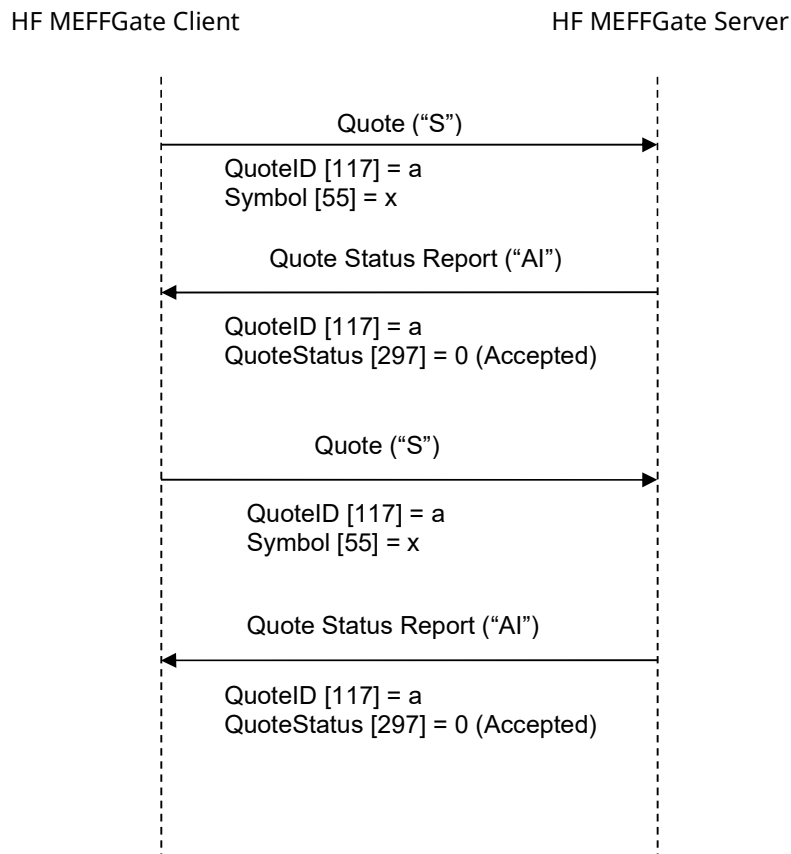 HF MEFFGate Client
HF MEFFGate Server
Quote (“S”)
QuoteID [117] = a
Symbol [55] = x
Quote Status Report (“AI”)
QuoteID [117] = a
QuoteStatus [297] = 0 (Accepted)
Quote (“S”)
QuoteID [117] = a
Symbol [55] = x
Quote Status Report (“AI”)
QuoteID [117] = a
QuoteStatus [297] = 0 (Accepted)